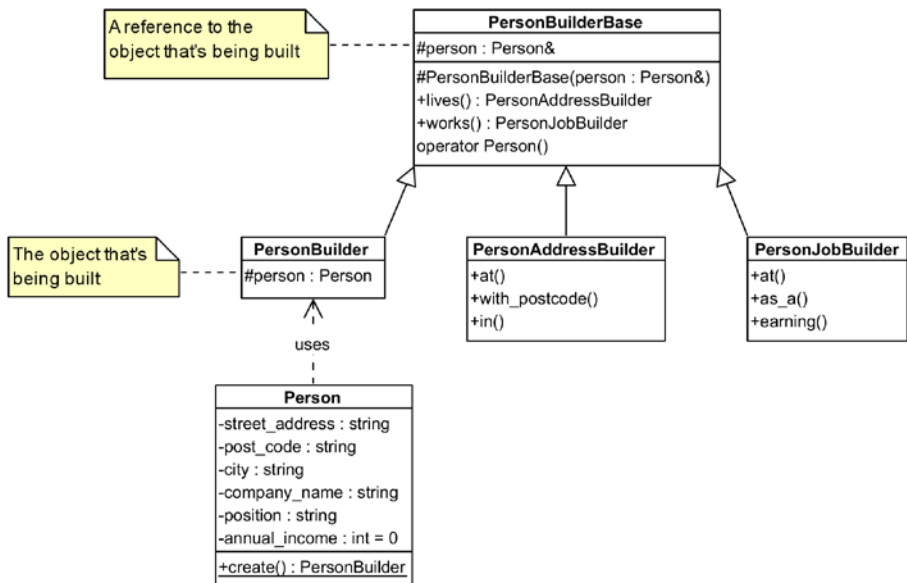 A reference to the
object that's being built
PersonBuilderBase
#person : Person&
#PersonBuilderBase(person : Person&)
+lives() : PersonAddressBuilder
+works() : PersonJobBuilder
operator Person()
The object that's
being built
PersonBuilder
#person : Person
PersonAddressBuilder
+at()
+with_postcode()
+in()
PersonJobBuilder
+at()
+as_a()
+earning()
uses
Person
-street_address : string
-post_code : string
-city : string
-company_name : string
-position : string
-annual_income : int = 0
+create() : PersonBuilder